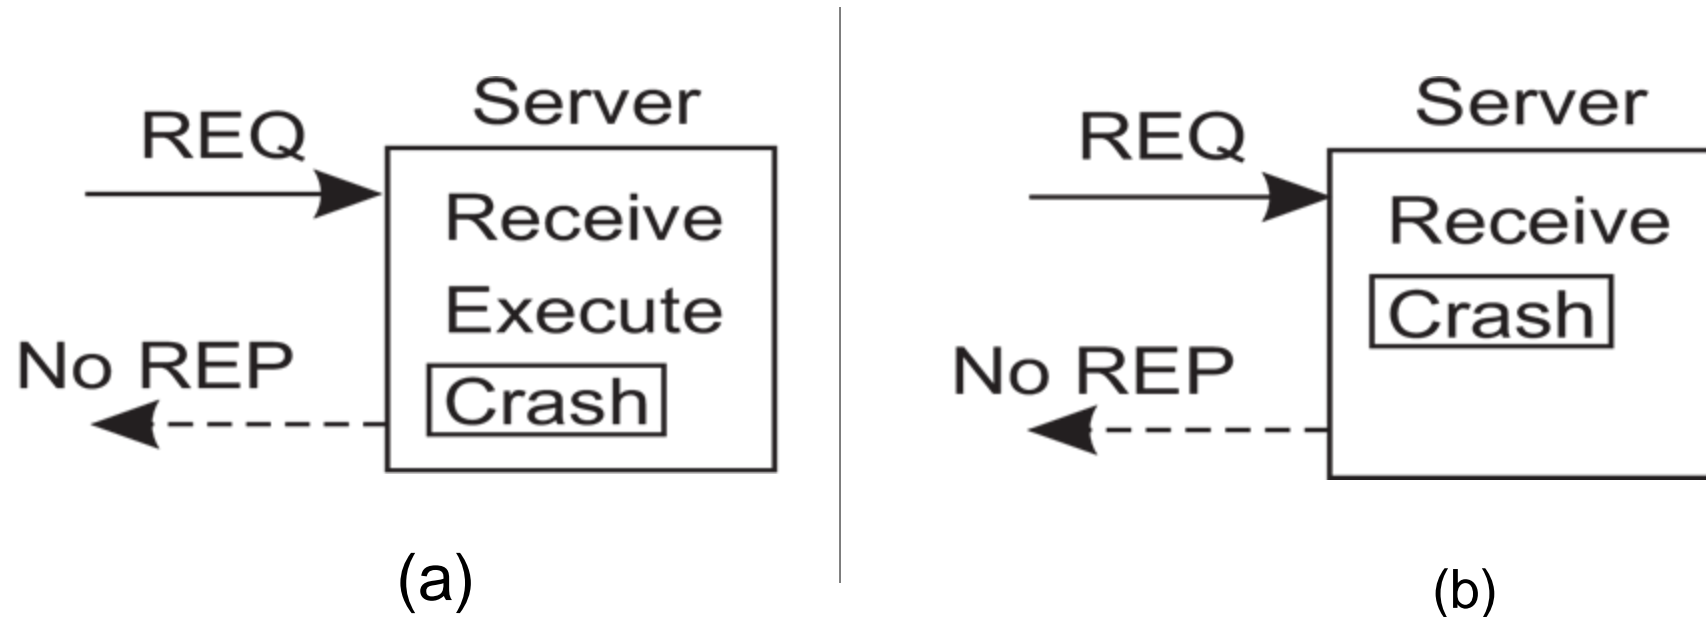 Server
REQ
Receive
Execute
No REP
Crash
(a)
Server
REQ
Receive
Crash
No REP
(b)